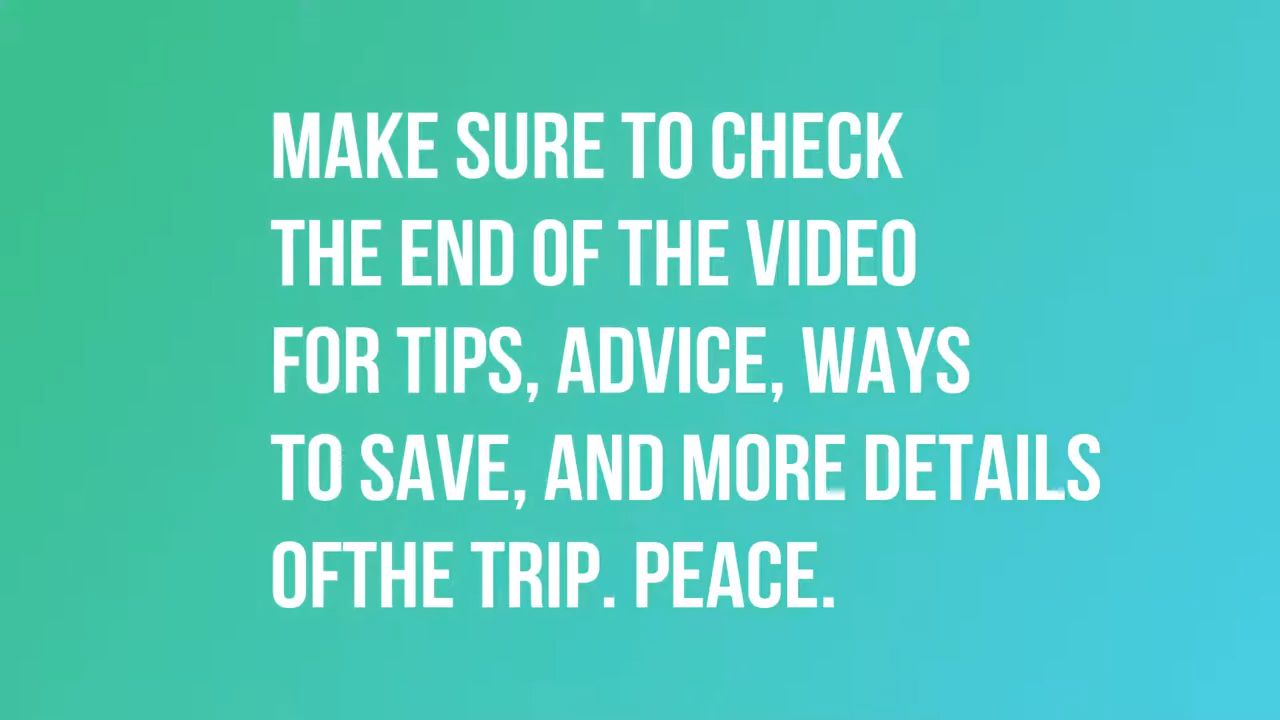 MAKE SURE TO CHECK
THE END OF THE VIDEO
FOR TIPS, ADVICE, WAYS
TO SAVE, AND MORE DETAILS
OFTHE TRIP. PEACE.